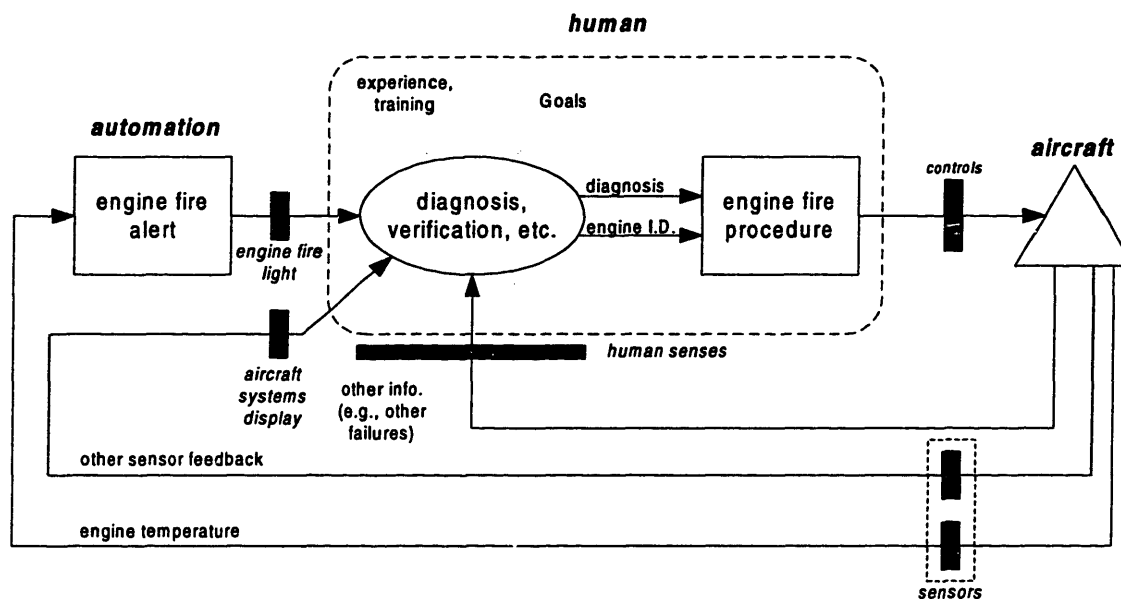 human
experience,
training
Goals
automation
aircraft
controls
engine fire
alert
diagnosis,
verification, etc.
diagnosis
engine I.D.
engine fire
procedure
engine fire
light
human senses
aircraft
systems
display
other info.
(e.g., other
failures)
other sensor feedback
engine temperature
sensors